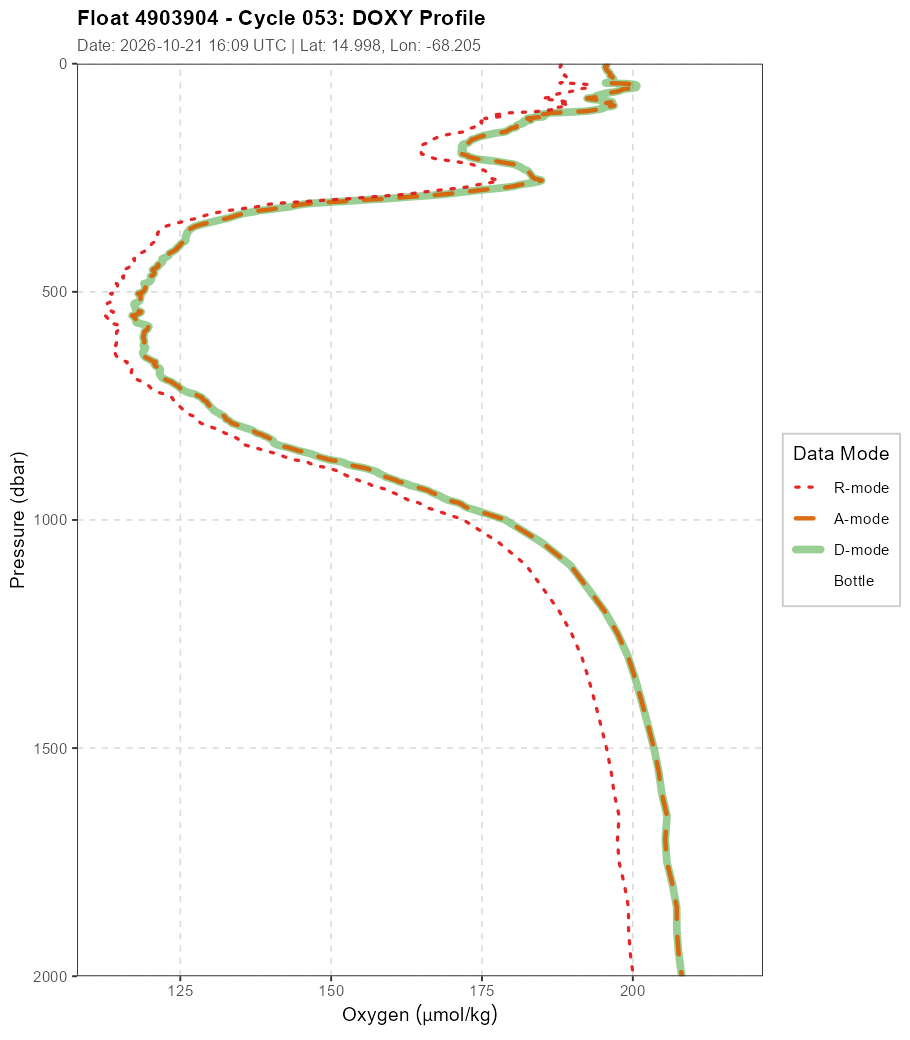 Float 4903904 - Cycle 053: DOXY Profile
Date: 2026-10-21 16:09 UTC | Lat: 14.998, Lon: -68.205
0
500
1000
1500
2000
Pressure (dbar)
125
150
175
200
Oxygen (µmol/kg)
Data Mode
R-mode
A-mode
D-mode
Bottle